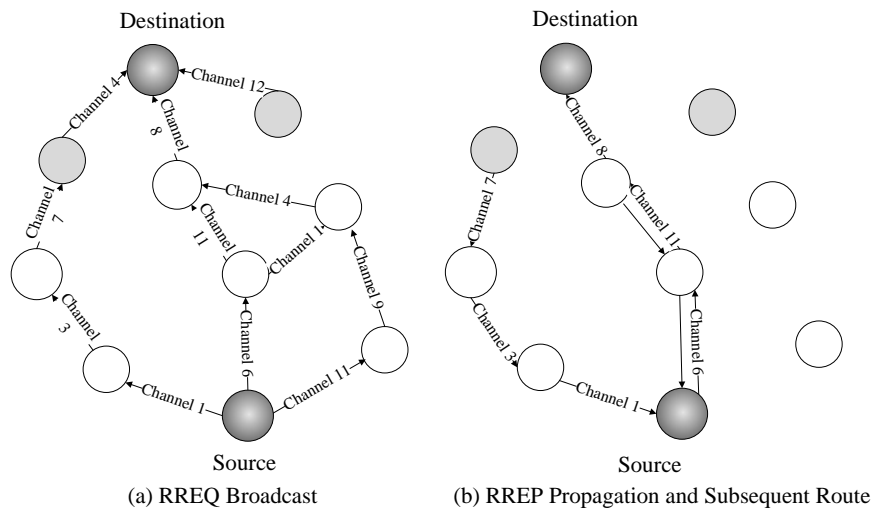 Destination
Channel 4
Channel 12
Channel
8
Channel
7
Channel 4
Channel
11
Channel 1
Channel
3
Channel 9
Channel 6
Channel 1
Channel 11
Source
(a) RREQ Broadcast
Destination
Channel 8
Channel 7
Channel 11
Channel 3
Channel 6
Channel 1
Source
(b) RREP Propagation and Subsequent Route